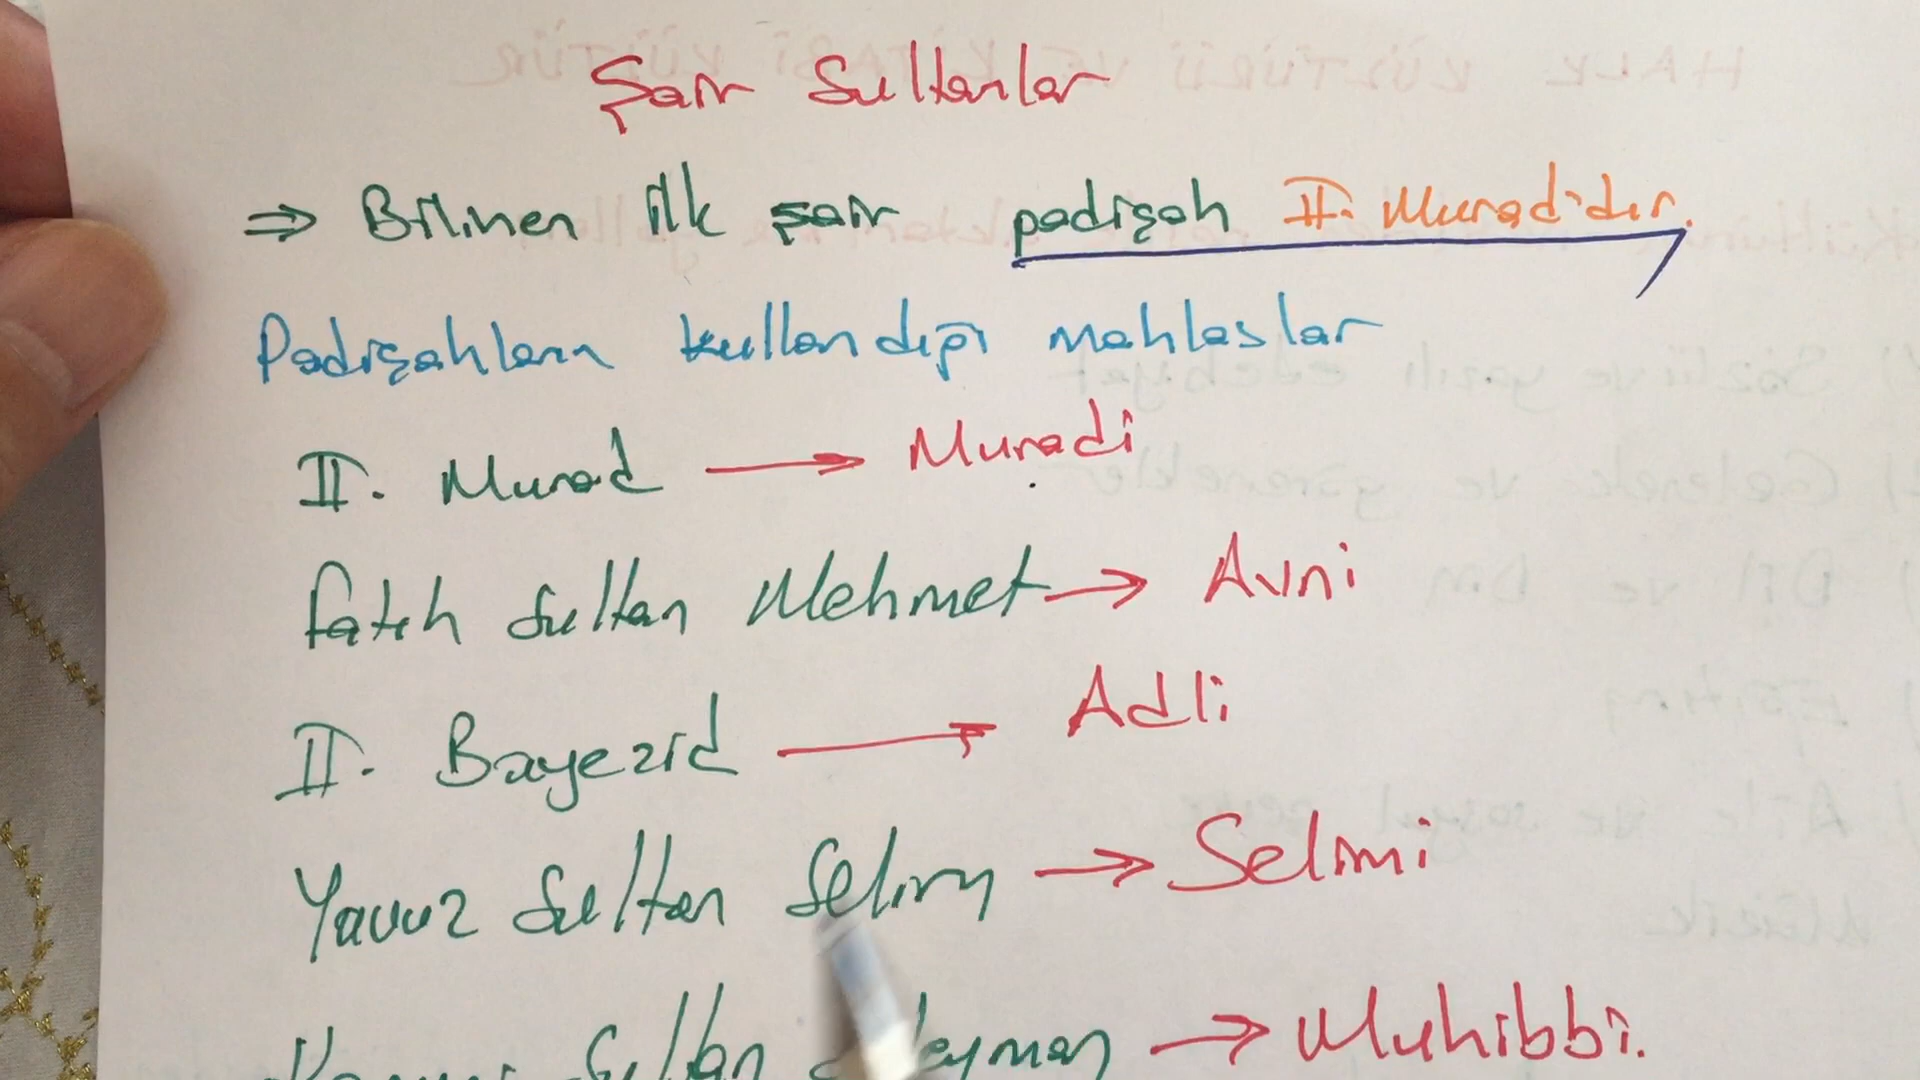 Şair Sultanlar
⇒ Bilinen ilk şair padişah II. Murad'dır.
Padişahların kullandığı mahlaslar
II. Murad → Muradi
Fatih Sultan Mehmet → Avni
II. Bayezid → Adli
Yavuz Sultan Selim → Selimi
Sultan → Muhibbi.